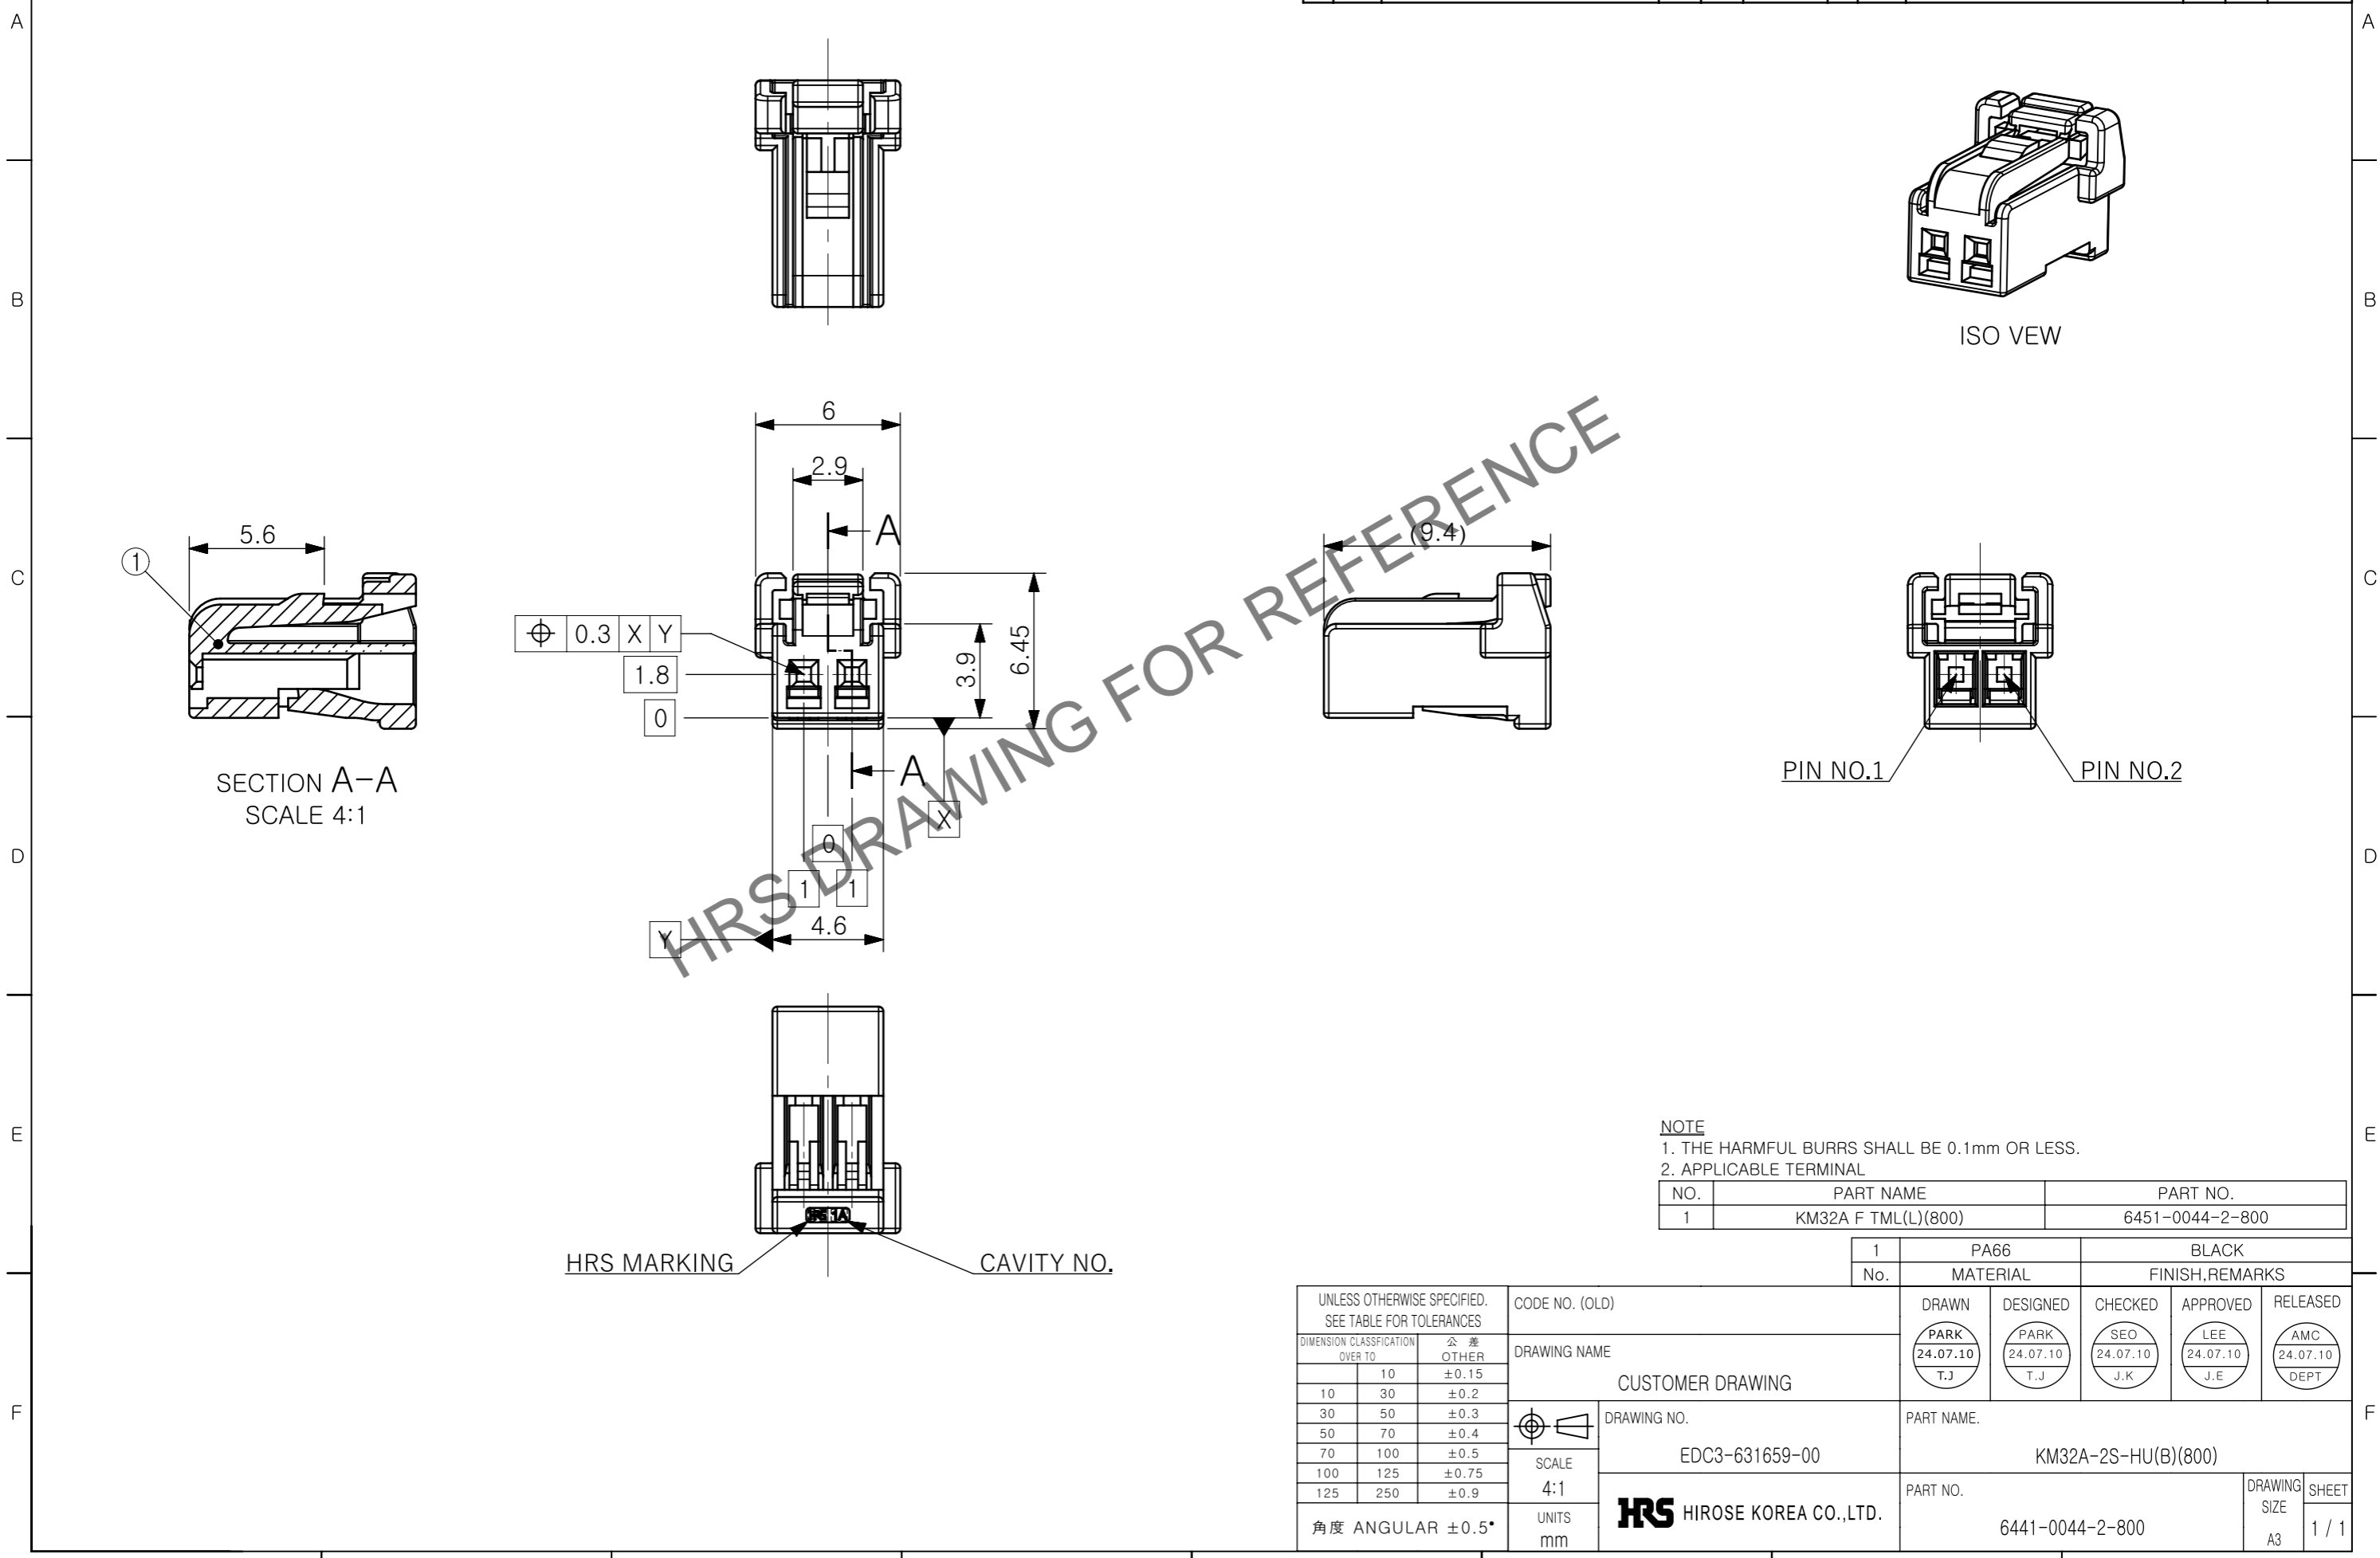 A
A
B
B
C
C
D
D
E
E
F
F
ISO VEW
6
2.9
A
5.6
1
⌖ 0.3 X Y
1.8
0
3.9
6.45
A
X
0
1 1
4.6
Y
(9.4)
SECTION A-A
SCALE 4:1
PIN NO.1
PIN NO.2
HRS DRAWING FOR REFERENCE
HRS 1A
HRS MARKING
CAVITY NO.
NOTE
1. THE HARMFUL BURRS SHALL BE 0.1mm OR LESS.
2. APPLICABLE TERMINAL
NO. PART NAME PART NO.
1 KM32A F TML(L)(800) 6451-0044-2-800
1 PA66 BLACK
No. MATERIAL FINISH,REMARKS
UNLESS OTHERWISE SPECIFIED.
SEE TABLE FOR TOLERANCES
DIMENSION CLASSFICATION
OVER TO
公 差
OTHER
10 ±0.15
10 30 ±0.2
30 50 ±0.3
50 70 ±0.4
70 100 ±0.5
100 125 ±0.75
125 250 ±0.9
角度 ANGULAR ±0.5°
CODE NO. (OLD)
DRAWING NAME
CUSTOMER DRAWING
DRAWING NO.
EDC3-631659-00
SCALE
4:1
UNITS
mm
HRS HIROSE KOREA CO.,LTD.
DRAWN DESIGNED CHECKED APPROVED RELEASED
PARK PARK SEO LEE AMC
24.07.10 24.07.10 24.07.10 24.07.10 24.07.10
T.J T.J J.K J.E DEPT
PART NAME.
KM32A-2S-HU(B)(800)
PART NO.
6441-0044-2-800
DRAWING
SIZE
A3
SHEET
1 / 1